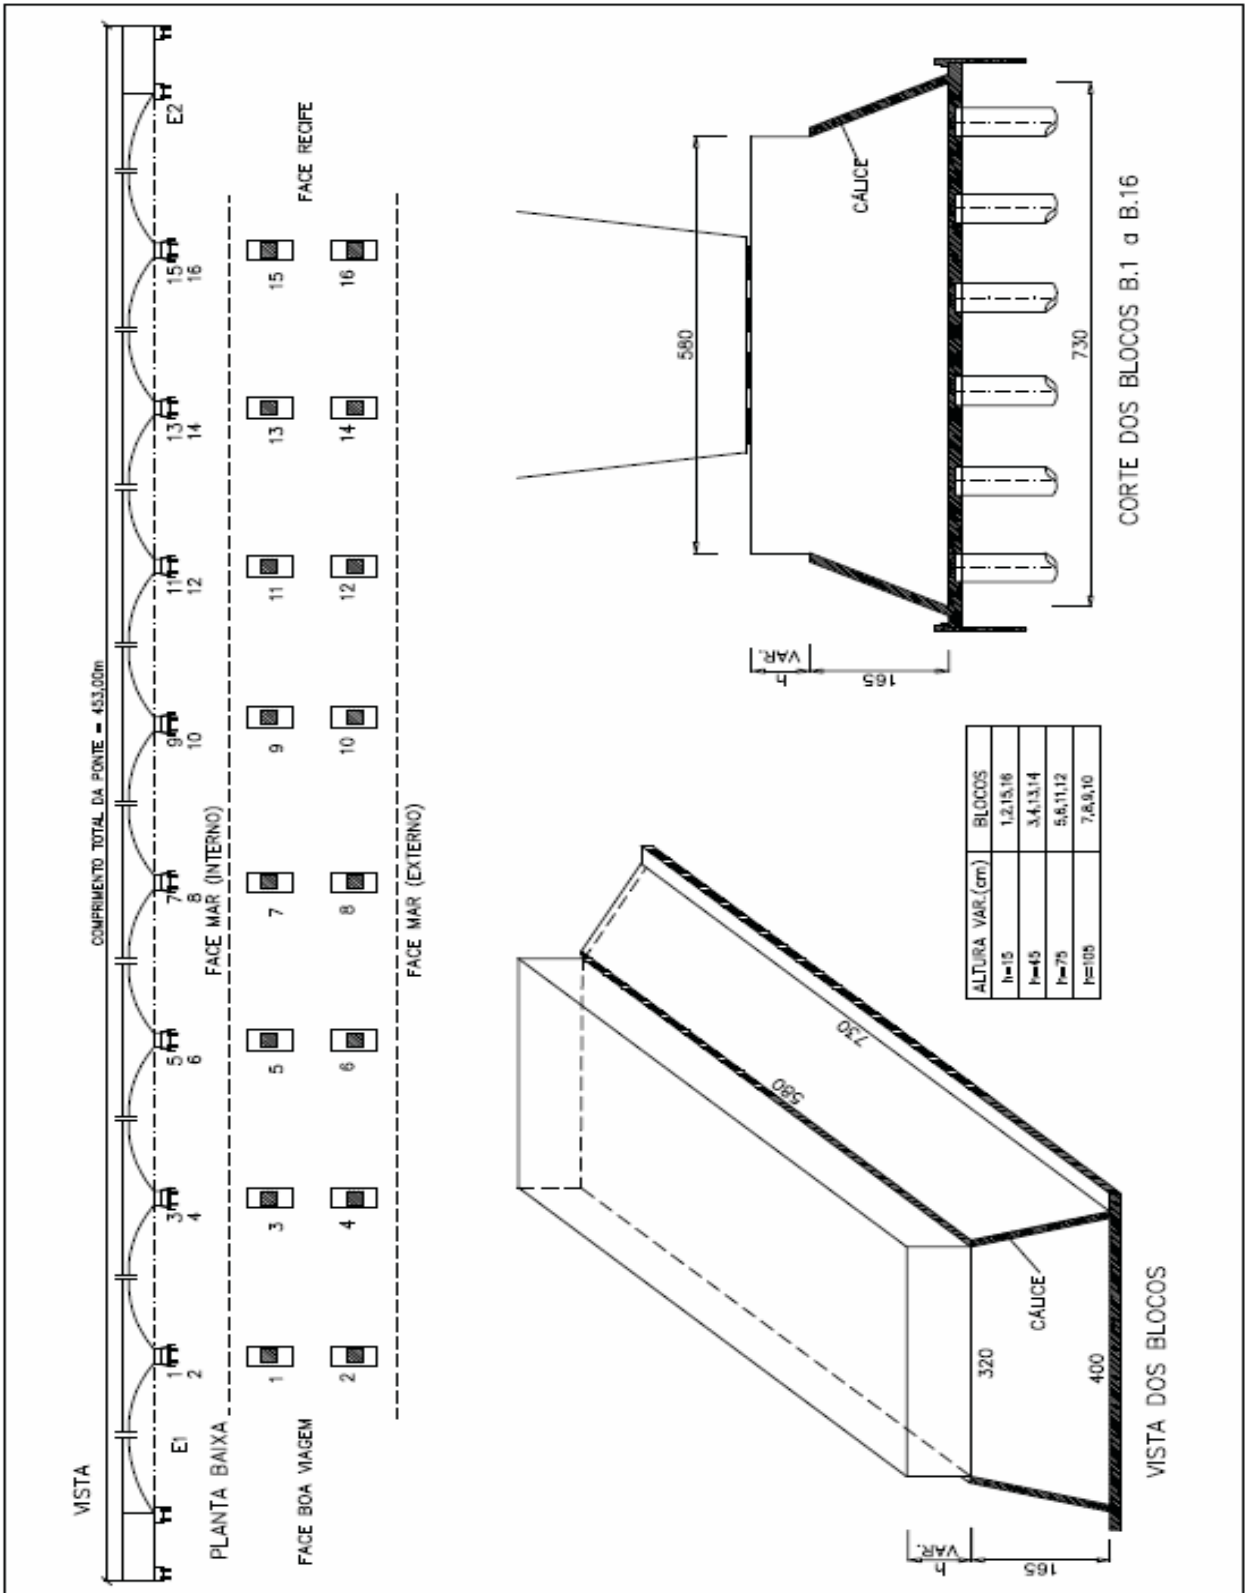 VISTA
COMPRIMENTO TOTAL DA PONTE = 453,00m
E1
1
2
3
4
5
6
7
8
9
10
11
12
13
14
15
16
E2
PLANTA BAIXA
FACE MAR (INTERNO)
FACE BOA VIAGEM
1
3
5
7
9
11
13
15
FACE RECIFE
2
4
6
8
10
12
14
16
FACE MAR (EXTERNO)
h
VAR.
165
320
400
580
730
CÁLICE
VISTA DOS BLOCOS
ALTURA VAR.(cm) BLOCOS
h=15 1,2,15,16
h=45 3,4,13,14
h=75 5,6,11,12
h=105 7,8,9,10
580
CÁLICE
h
VAR.
165
730
CORTE DOS BLOCOS B.1 a B.16